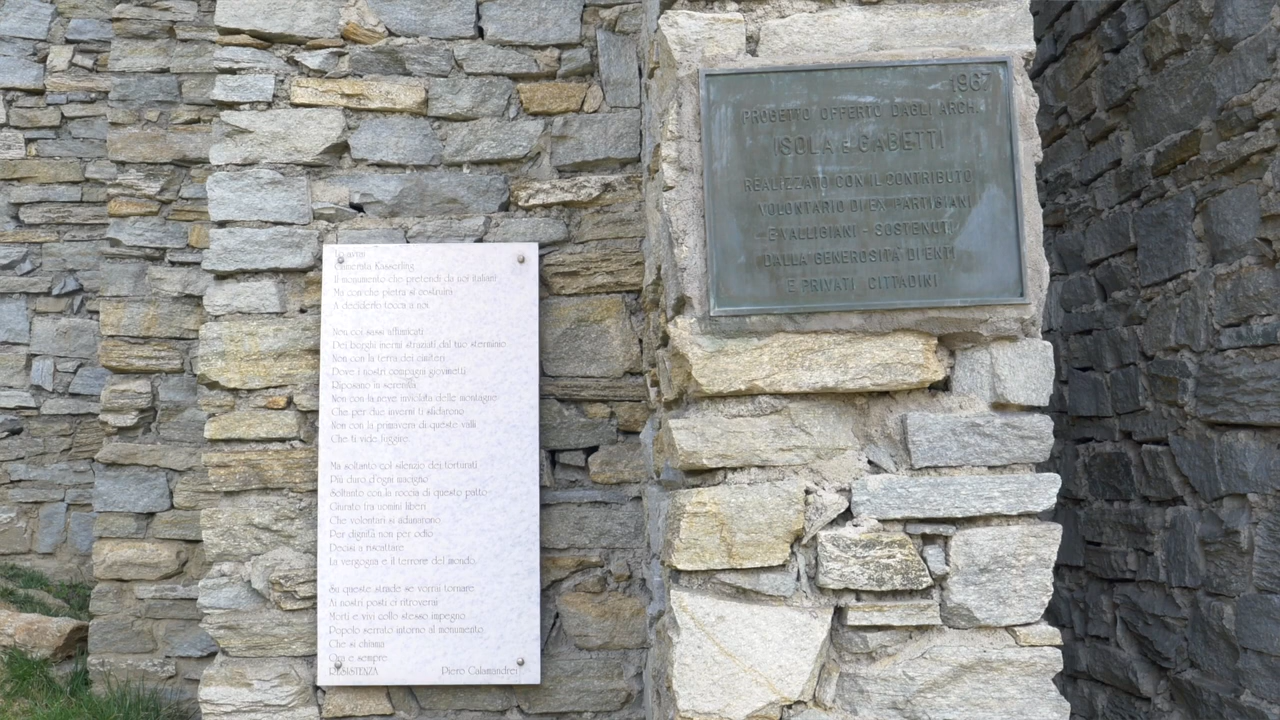 Lo avrai
Camerata Kesserling
Il monumento che pretendi da noi italiani
Ma con che pietra si costruirà
A deciderlo tocca a noi.
Non coi sassi affumicati
Dei borghi inermi straziati dal tuo sterminio
Non con la terra dei cimiteri
Dove i nostri compagni giovinetti
Riposano in serenità
Non con la neve inviolata delle montagne
Che per due inverni ti sfidarono
Non con la primavera di queste valli
Che ti vide fuggire.
Ma soltanto col silenzio dei torturati
Più duro d'ogni macigno
Soltanto con la roccia di questo patto
Giurato tra uomini liberi
Che volontari si adunarono
Per dignità non per odio
Decisi a riscattare
La vergogna e il terrore del mondo.
Su queste strade se vorrai tornare
Ai nostri posti ci ritroverai
Morti e vivi collo stesso impegno
Popolo serrato intorno al monumento
Che si chiama
Ora e sempre
RESISTENZA Piero Calamandrei
1967
PROGETTO OFFERTO DAGLI ARCH.
ISOLA E GABETTI
REALIZZATO CON IL CONTRIBUTO
VOLONTARIO DI EX PARTIGIANI
E VALLIGIANI - SOSTENUTI
DALLA GENEROSITÀ DI ENTI
E PRIVATI CITTADINI